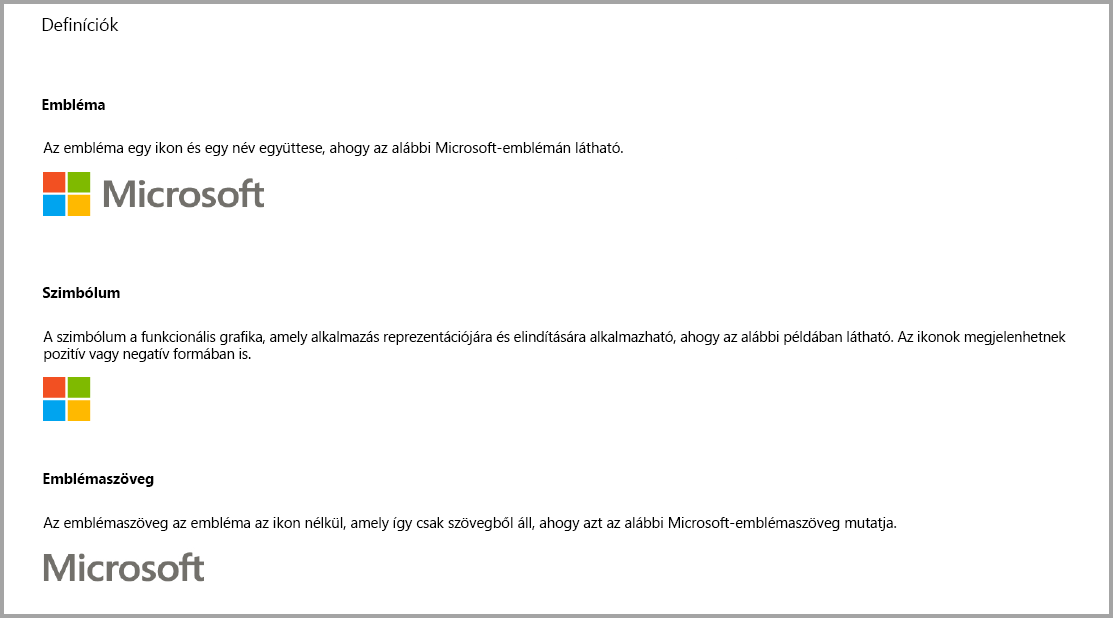 Definíciók
Embléma
Az embléma egy ikon és egy név együttese, ahogy az alábbi Microsoft-emblémán látható.
Microsoft
Szimbólum
A szimbólum a funkcionális grafika, amely alkalmazás reprezentációjára és elindítására alkalmazható, ahogy az alábbi példában látható. Az ikonok megjelenhetnek
pozitív vagy negatív formában is.
Emblémaszöveg
Az emblémaszöveg az embléma az ikon nélkül, amely így csak szövegből áll, ahogy azt az alábbi Microsoft-emblémaszöveg mutatja.
Microsoft